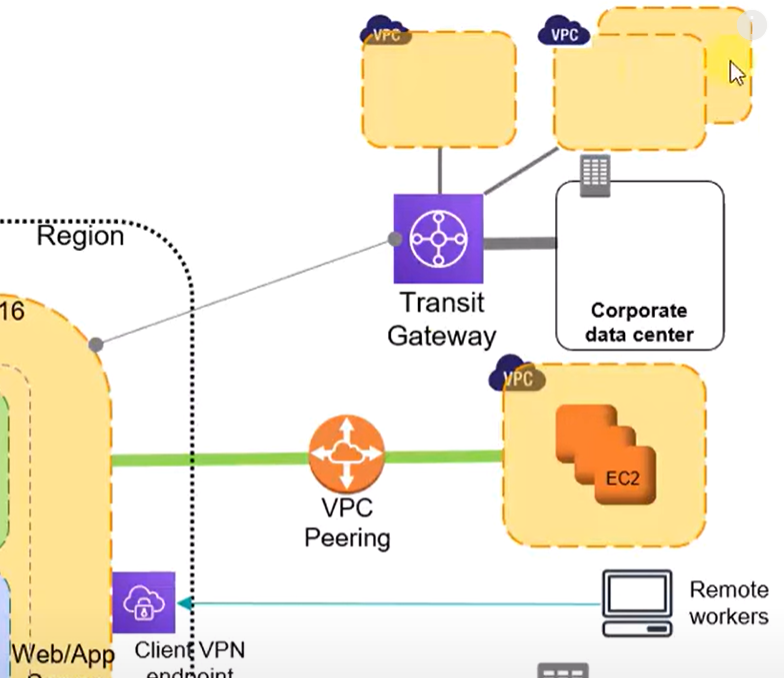 VPC
VPC
Region
Transit
Gateway
16
Corporate
data center
VPC
EC2
VPC
Peering
Remote
workers
Web/App
Client VPN
endpoint